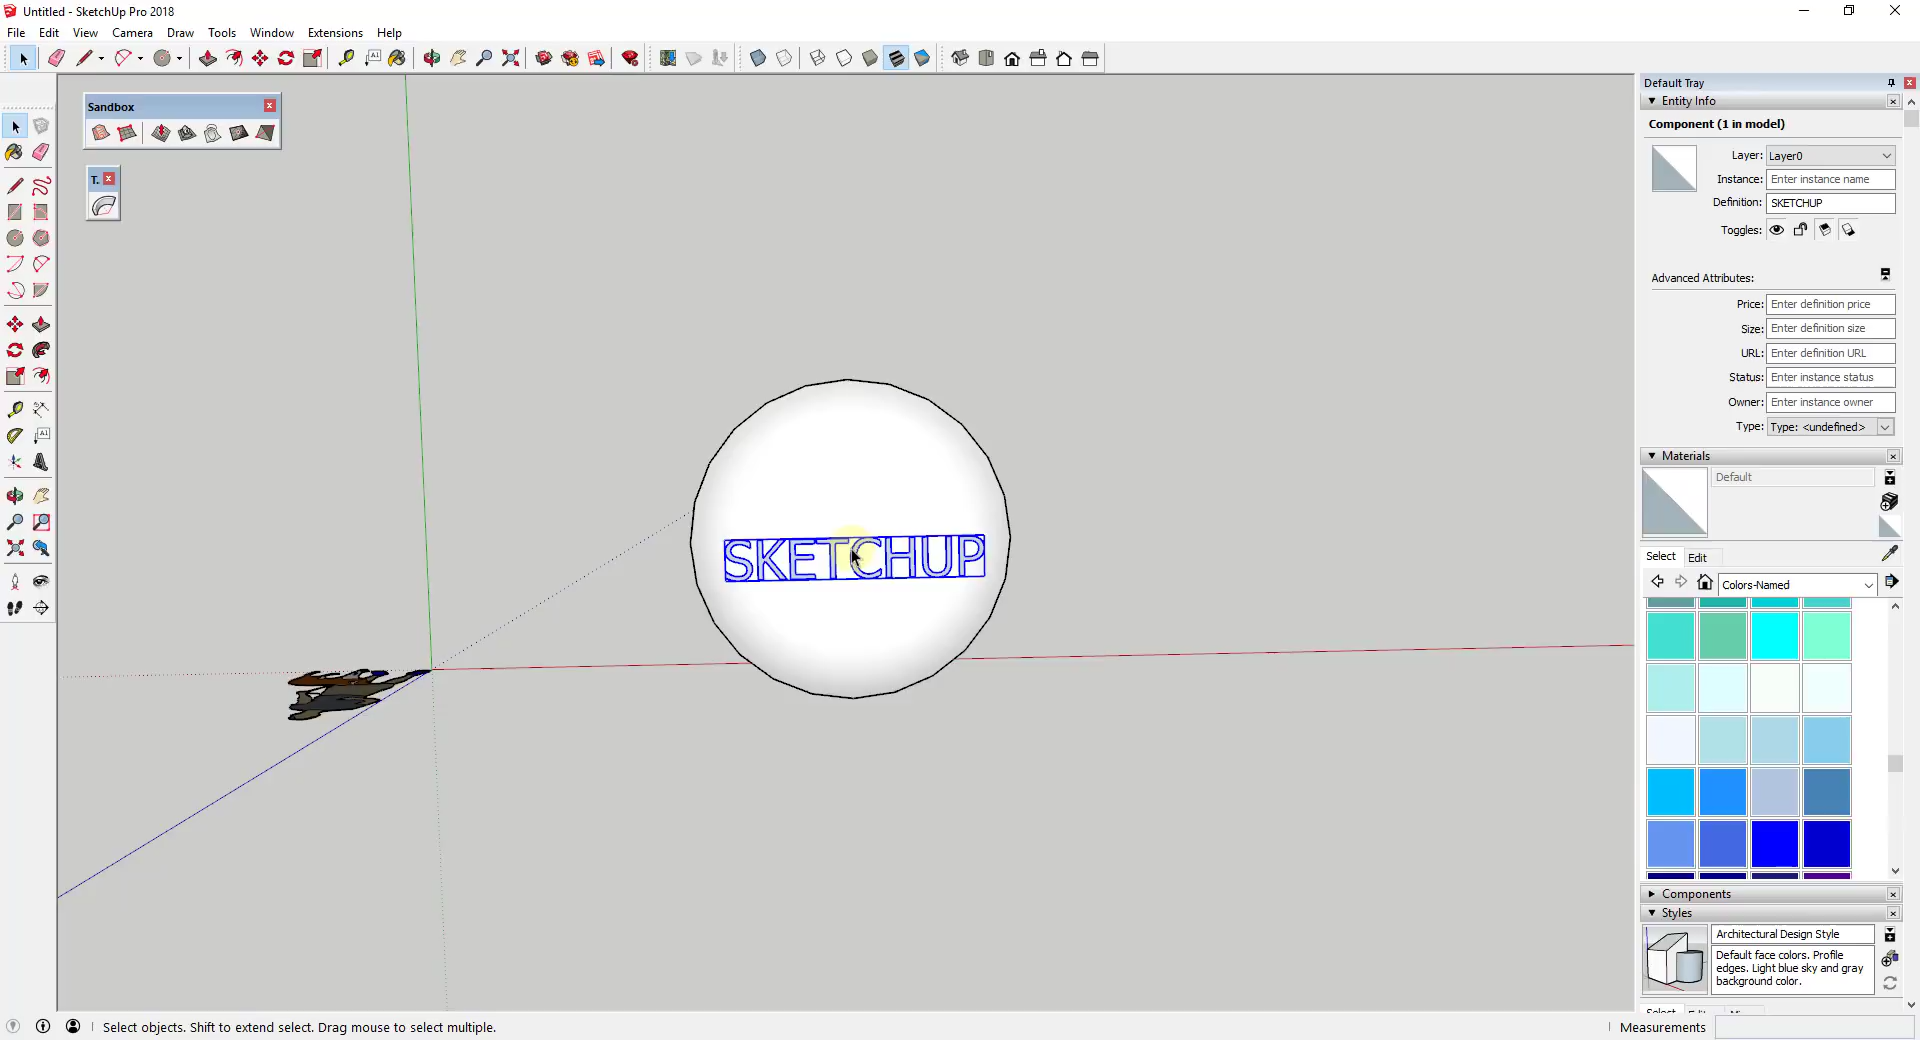 Untitled - SketchUp Pro 2018
File Edit View Camera Draw Tools Window Extensions Help
Sandbox
T.
SKETCHUP
Default Tray
Entity Info
Component (1 in model)
Layer: Layer0
Instance: Enter instance name
Definition: SKETCHUP
Toggles:
Advanced Attributes:
Price: Enter definition price
Size: Enter definition size
URL: Enter definition URL
Status: Enter instance status
Owner: Enter instance owner
Type: Type: <undefined>
Materials
Default
Select Edit
Colors-Named
Components
Styles
Architectural Design Style
Default face colors. Profile
edges. Light blue sky and gray
background color.
Select objects. Shift to extend select. Drag mouse to select multiple.
Measurements